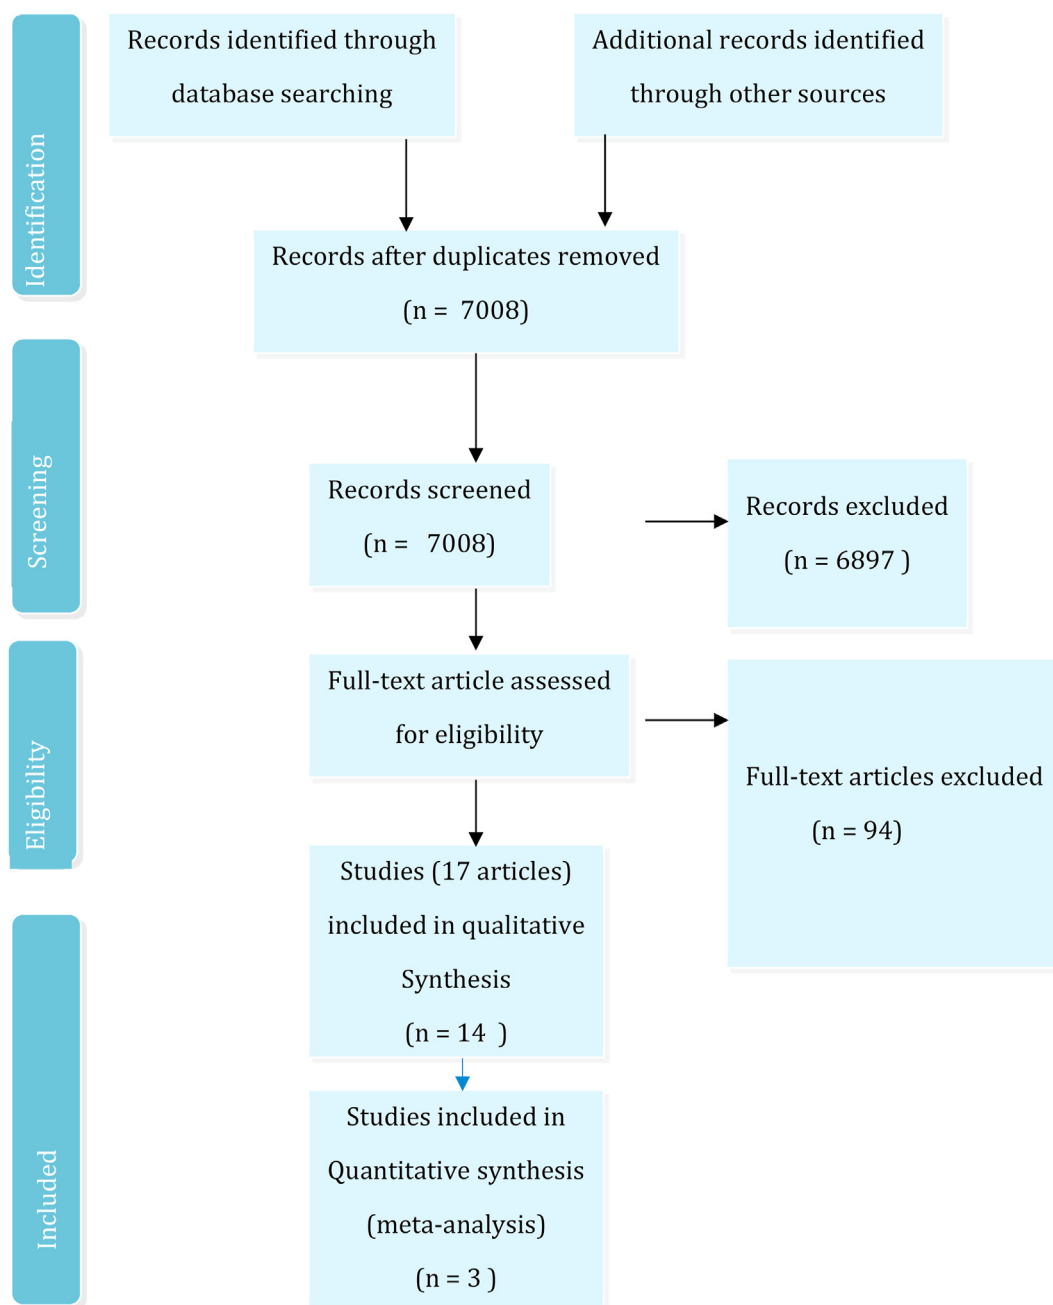 Identification
Records identified through
database searching
Additional records identified
through other sources
Records after duplicates removed
(n =  7008)
Screening
Records screened
(n =   7008)
Records excluded
(n = 6897 )
Eligibility
Full-text article assessed
for eligibility
Full-text articles excluded
(n = 94)
Studies (17 articles)
included in qualitative
Synthesis
(n = 14  )
Included
Studies included in
Quantitative synthesis
(meta-analysis)
(n = 3 )